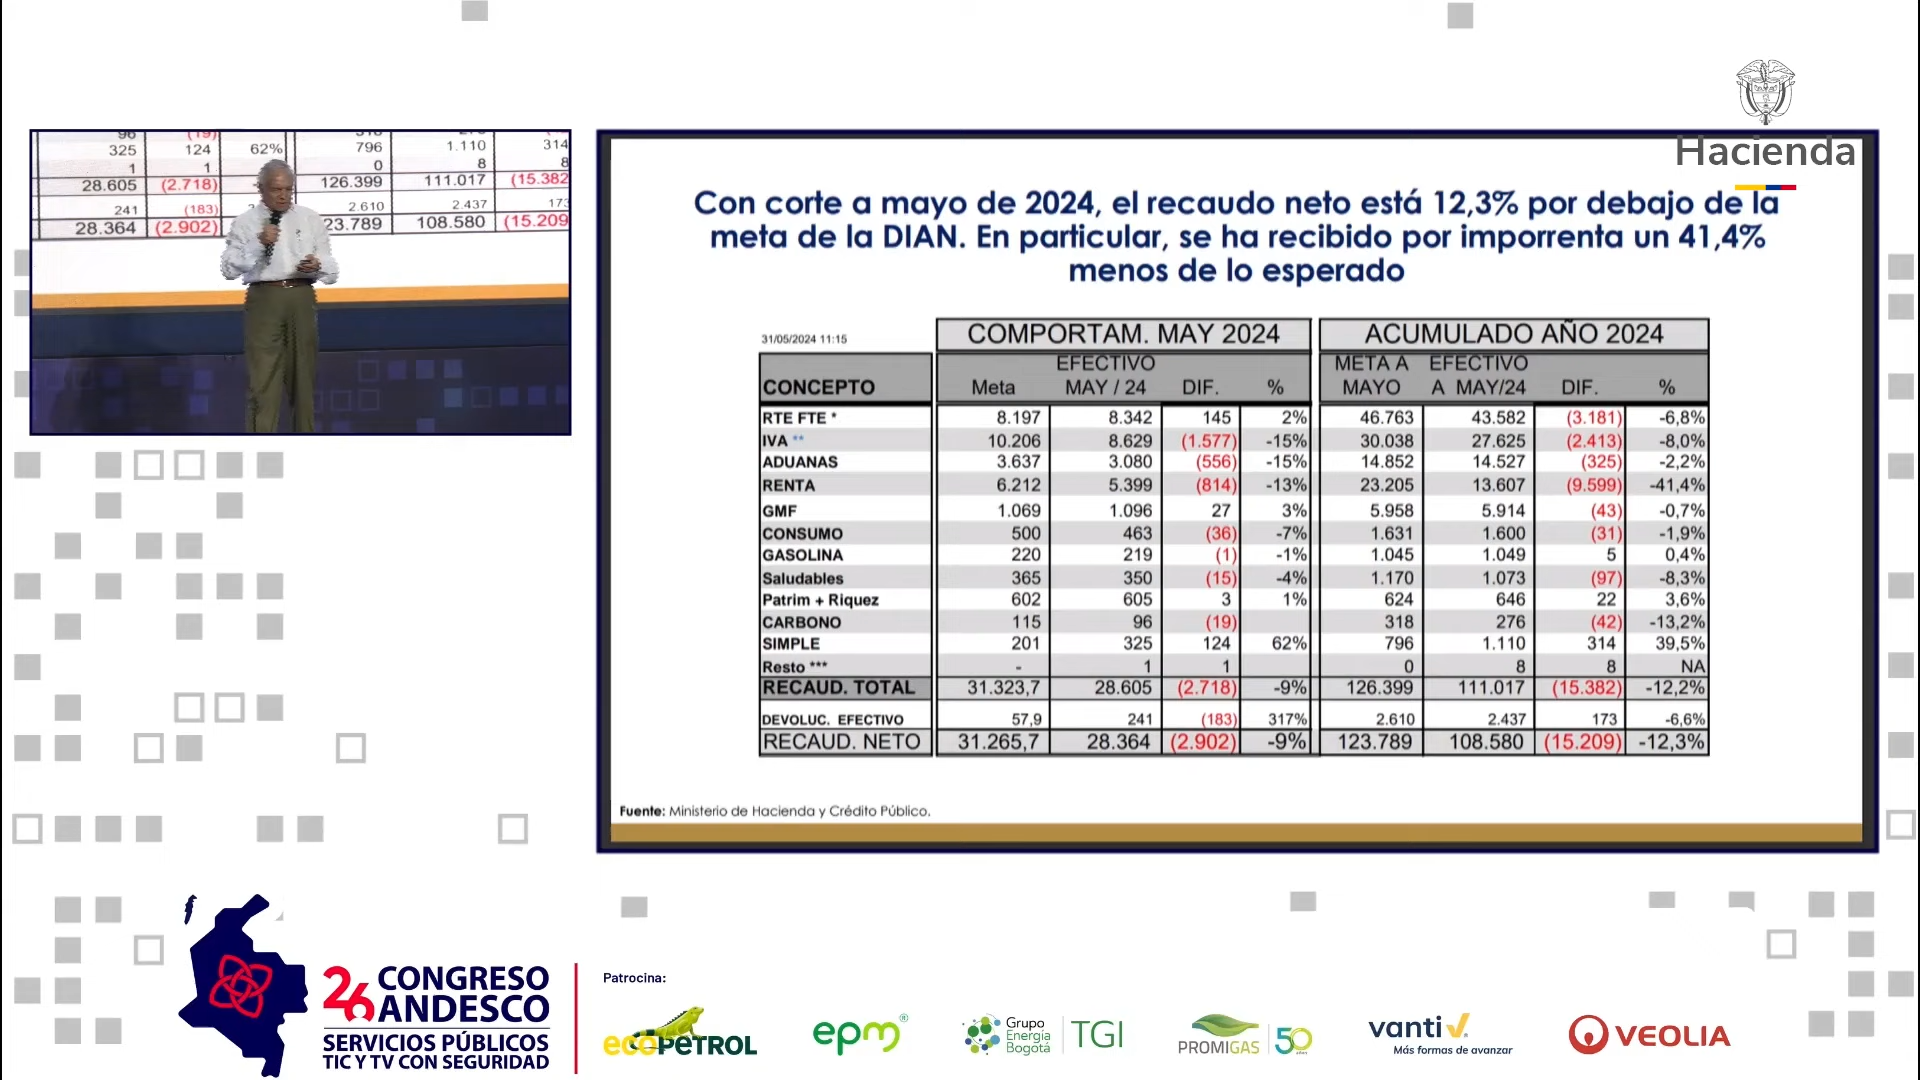 96 (19) 318 276
325 124 62% 796 1.110 314
1 1 0 8 8
28.605 (2.718) 126.399 111.017 (15.382
241 (183) 2.610 2.437 173
28.364 (2.902) 23.789 108.580 (15.209
Hacienda
Con corte a mayo de 2024, el recaudo neto está 12,3% por debajo de la
meta de la DIAN. En particular, se ha recibido por imporrenta un 41,4%
menos de lo esperado
31/05/2024 11:15 COMPORTAM. MAY 2024 ACUMULADO AÑO 2024
CONCEPTO Meta EFECTIVO MAY / 24 DIF. % META A MAYO EFECTIVO A MAY/24 DIF. %
RTE FTE * 8.197 8.342 145 2% 46.763 43.582 (3.181) -6,8%
IVA ** 10.206 8.629 (1.577) -15% 30.038 27.625 (2.413) -8,0%
ADUANAS 3.637 3.080 (556) -15% 14.852 14.527 (325) -2,2%
RENTA 6.212 5.399 (814) -13% 23.205 13.607 (9.599) -41,4%
GMF 1.069 1.096 27 3% 5.958 5.914 (43) -0,7%
CONSUMO 500 463 (36) -7% 1.631 1.600 (31) -1,9%
GASOLINA 220 219 (1) -1% 1.045 1.049 5 0,4%
Saludables 365 350 (15) -4% 1.170 1.073 (97) -8,3%
Patrim + Riquez 602 605 3 1% 624 646 22 3,6%
CARBONO 115 96 (19) 318 276 (42) -13,2%
SIMPLE 201 325 124 62% 796 1.110 314 39,5%
Resto *** - 1 1 0 8 8 NA
RECAUD. TOTAL 31.323,7 28.605 (2.718) -9% 126.399 111.017 (15.382) -12,2%
DEVOLUC. EFECTIVO 57,9 241 (183) 317% 2.610 2.437 173 -6,6%
RECAUD. NETO 31.265,7 28.364 (2.902) -9% 123.789 108.580 (15.209) -12,3%
Fuente: Ministerio de Hacienda y Crédito Público.
26 CONGRESO
ANDESCO
SERVICIOS PÚBLICOS
TIC Y TV CON SEGURIDAD
Patrocina:
ecopetrol
epm®
Grupo
Energía
Bogotá
TGI
PROMIGAS 50 años
vanti
Más formas de avanzar
VEOLIA